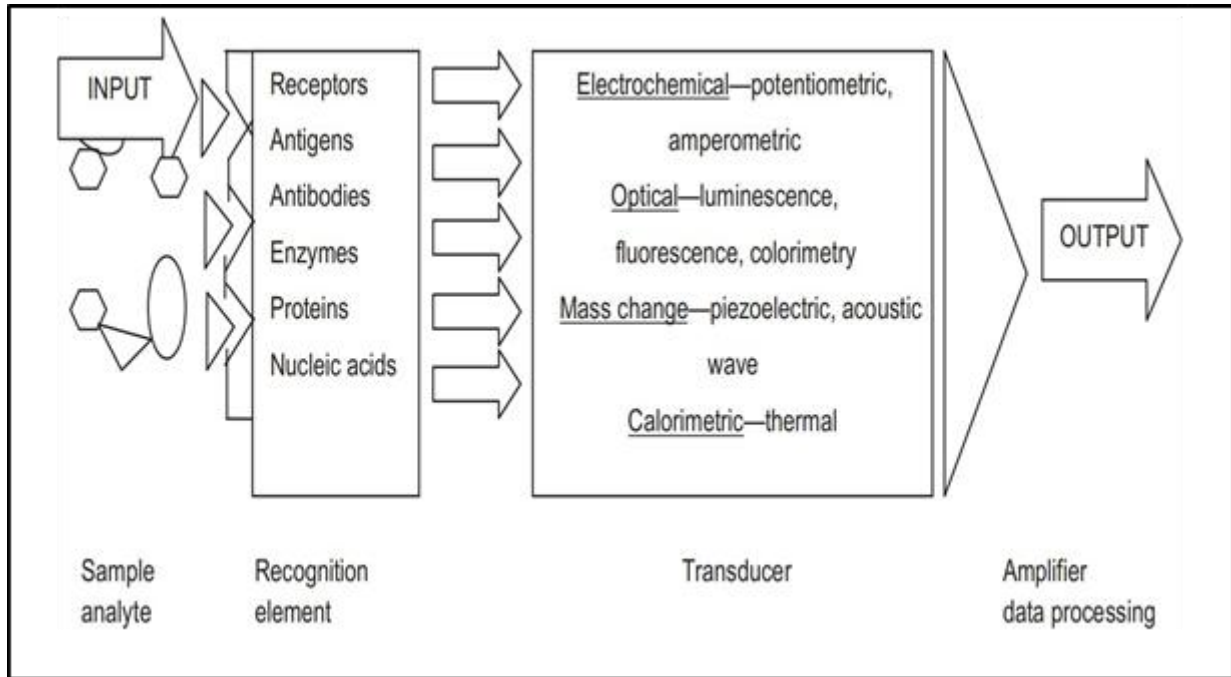 INPUT
Receptors
Antigens
Antibodies
Enzymes
Proteins
Nucleic acids
Electrochemical—potentiometric,
amperometric
Optical—luminescence,
fluorescence, colorimetry
Mass change—piezoelectric, acoustic
wave
Calorimetric—thermal
OUTPUT
Sample
analyte
Recognition
element
Transducer
Amplifier
data processing